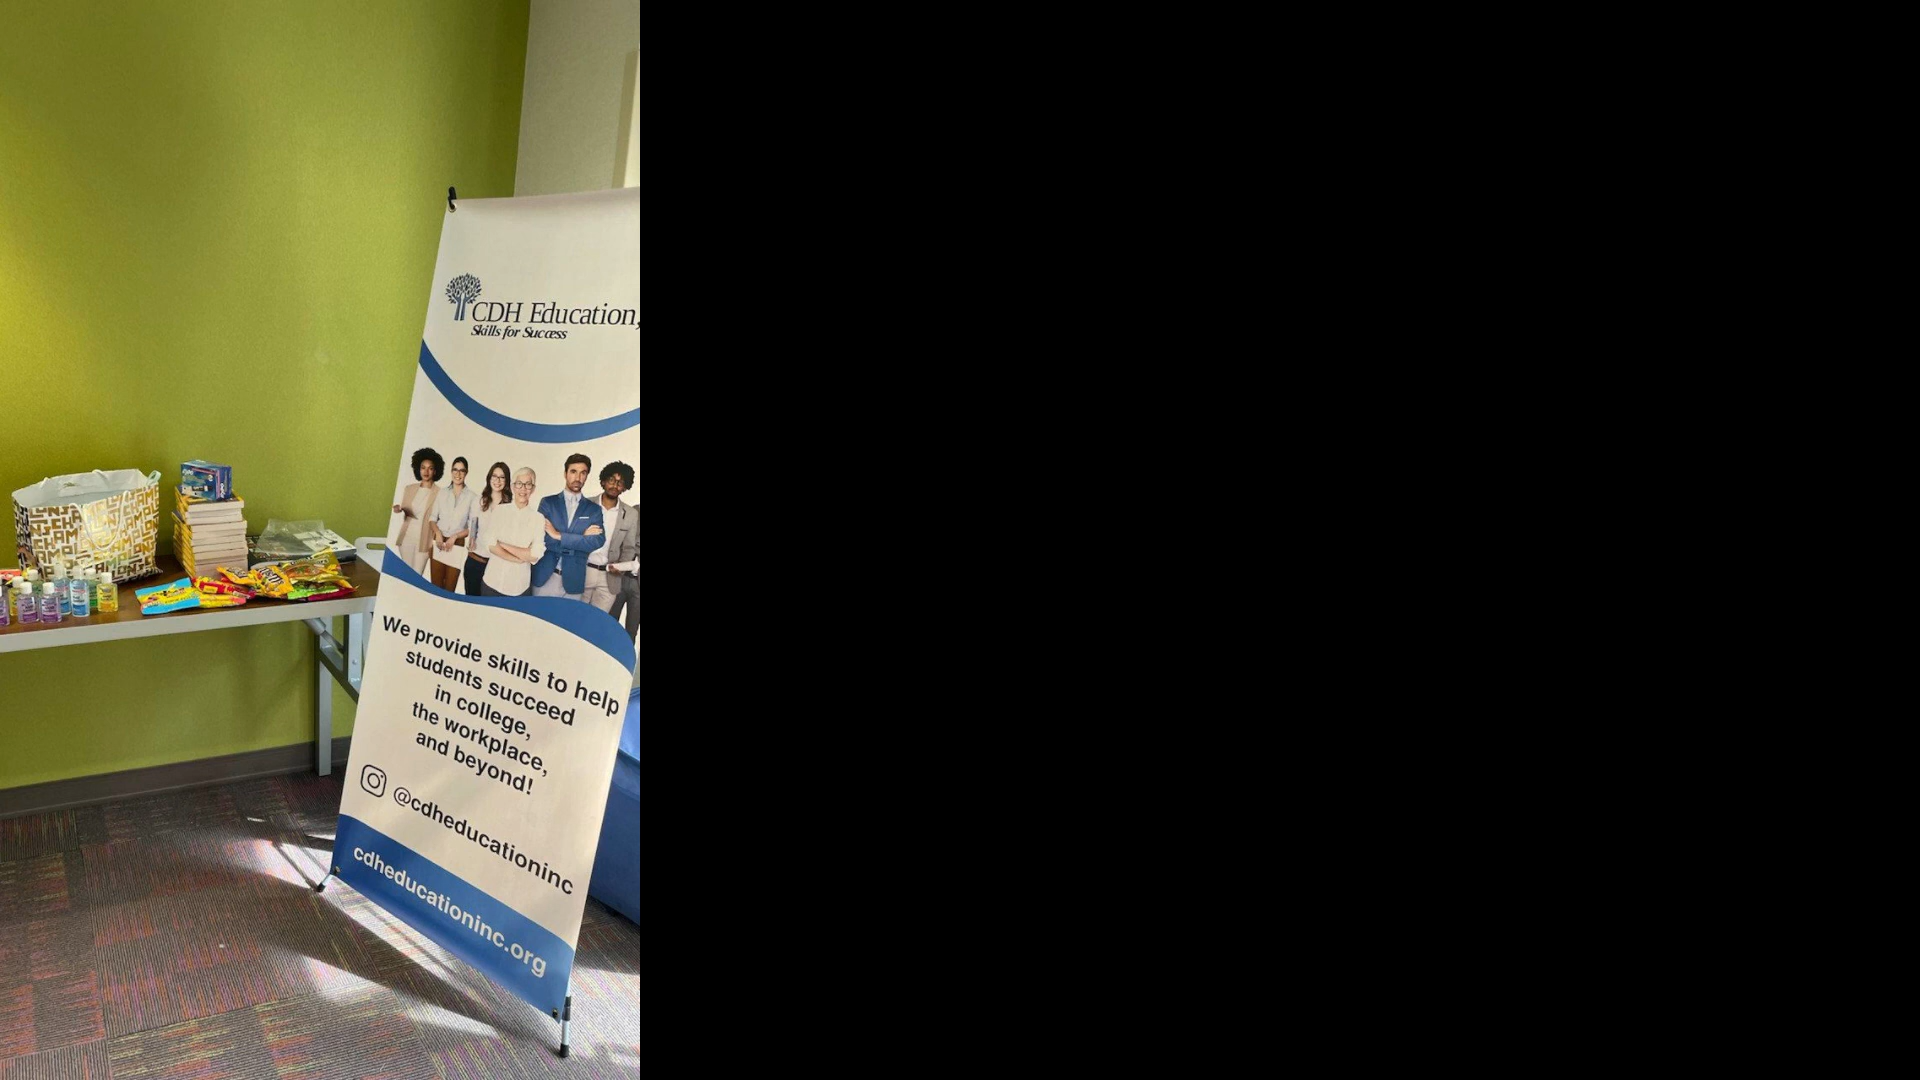 CDH Education,
Skills for Success
We provide skills to help
students succeed
in college,
the workplace,
and beyond!
@cdheducationinc
cdheducationinc.org